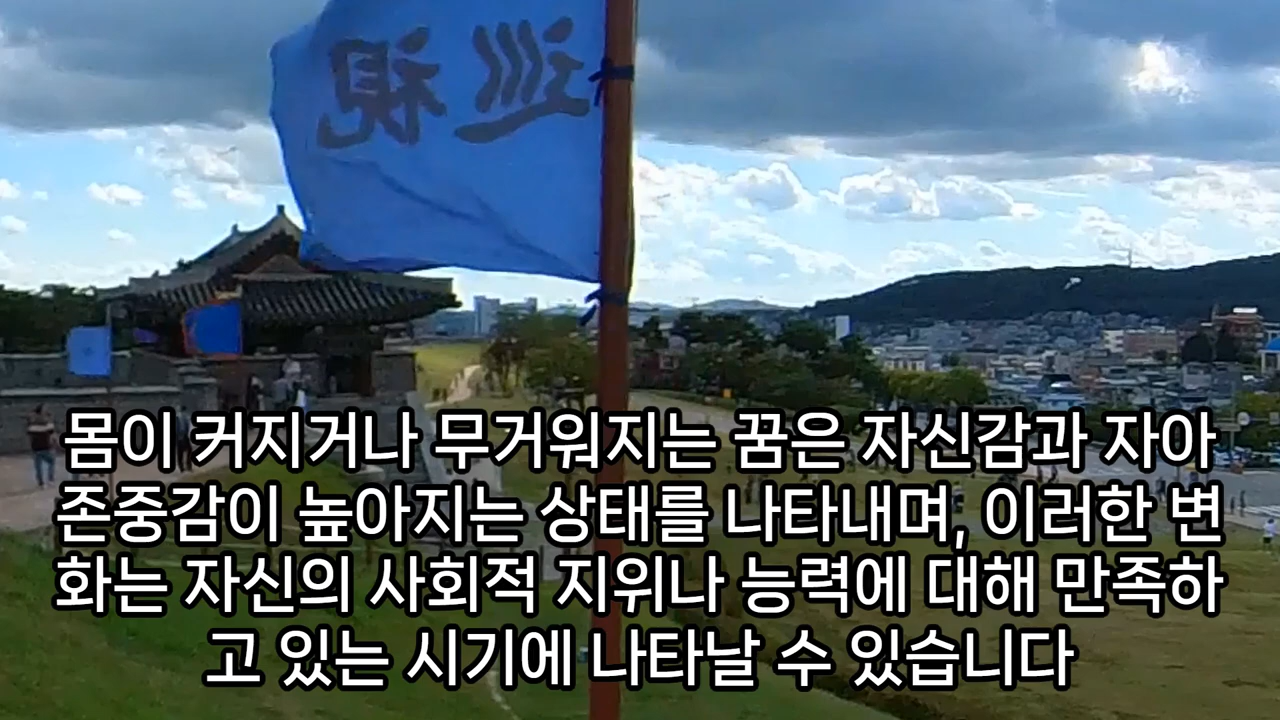 巡視
몸이 커지거나 무거워지는 꿈은 자신감과 자아
존중감이 높아지는 상태를 나타내며, 이러한 변
화는 자신의 사회적 지위나 능력에 대해 만족하
고 있는 시기에 나타날 수 있습니다